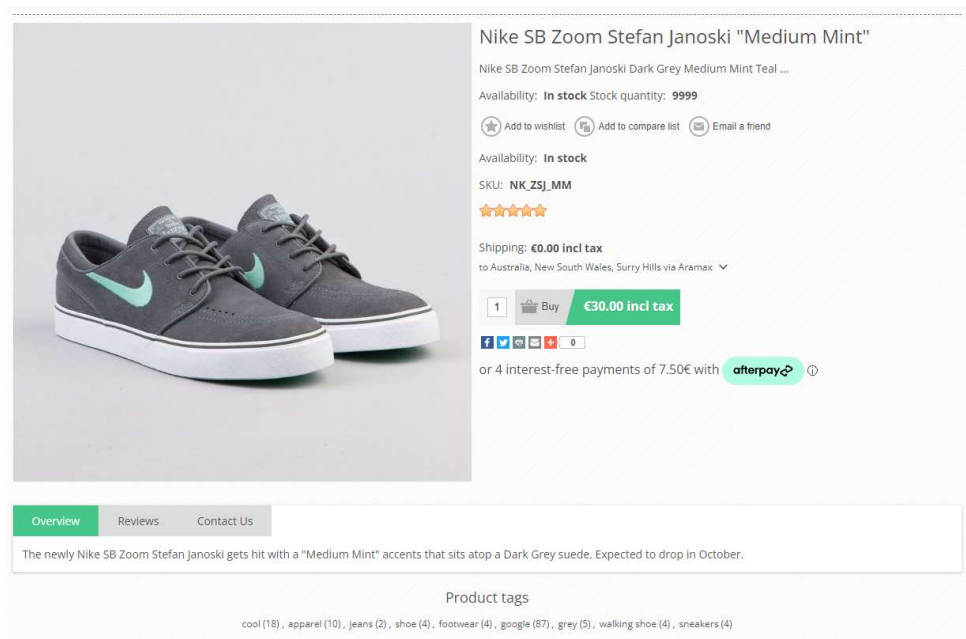 Nike SB Zoom Stefan Janoski "Medium Mint"
Nike SB Zoom Stefan Janoski Dark Grey Medium Mint Teal ...
Availability: In stock Stock quantity: 9999
Add to wishlist Add to compare list Email a friend
Availability: In stock
SKU: NK_ZSJ_MM
Shipping: €0.00 incl tax
to Australia, New South Wales, Surry Hills via Aramax
1 Buy €30.00 incl tax
0
or 4 interest-free payments of 7.50€ with afterpay
Overview Reviews Contact Us
The newly Nike SB Zoom Stefan Janoski gets hit with a "Medium Mint" accents that sits atop a Dark Grey suede. Expected to drop in October.
Product tags
cool (18) , apparel (10) , jeans (2) , shoe (4) , footwear (4) , google (87) , grey (5) , walking shoe (4) , sneakers (4)